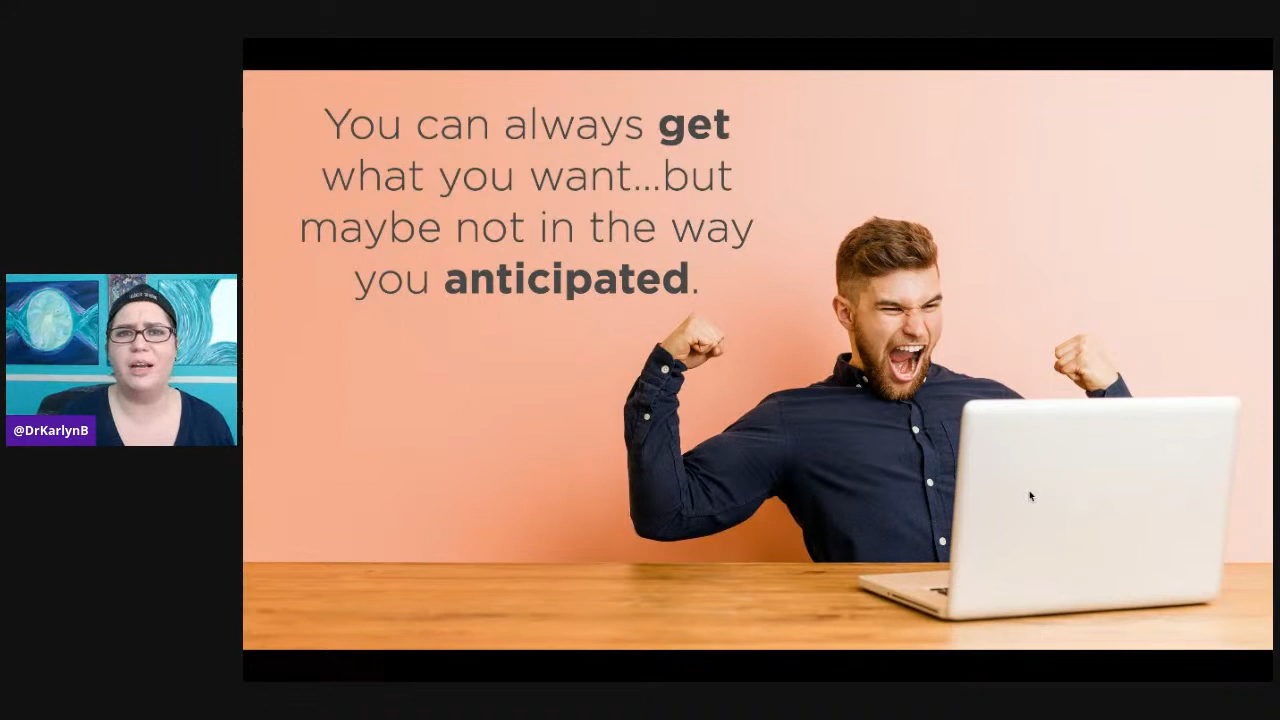 You can always get
what you want...but
maybe not in the way
you anticipated.
@DrKarlynB